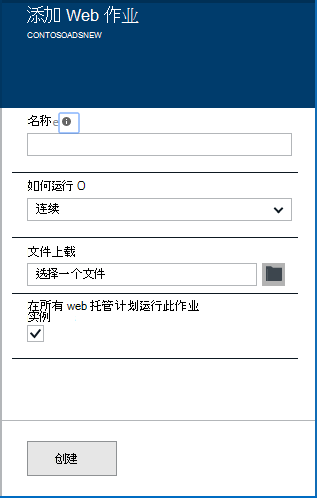 添加 Web 作业
CONTOSOADSNEW
名称 e
如何运行 O
连续
文件上载
选择一个文件
在所有 web 托管计划运行此作业
实例
创建